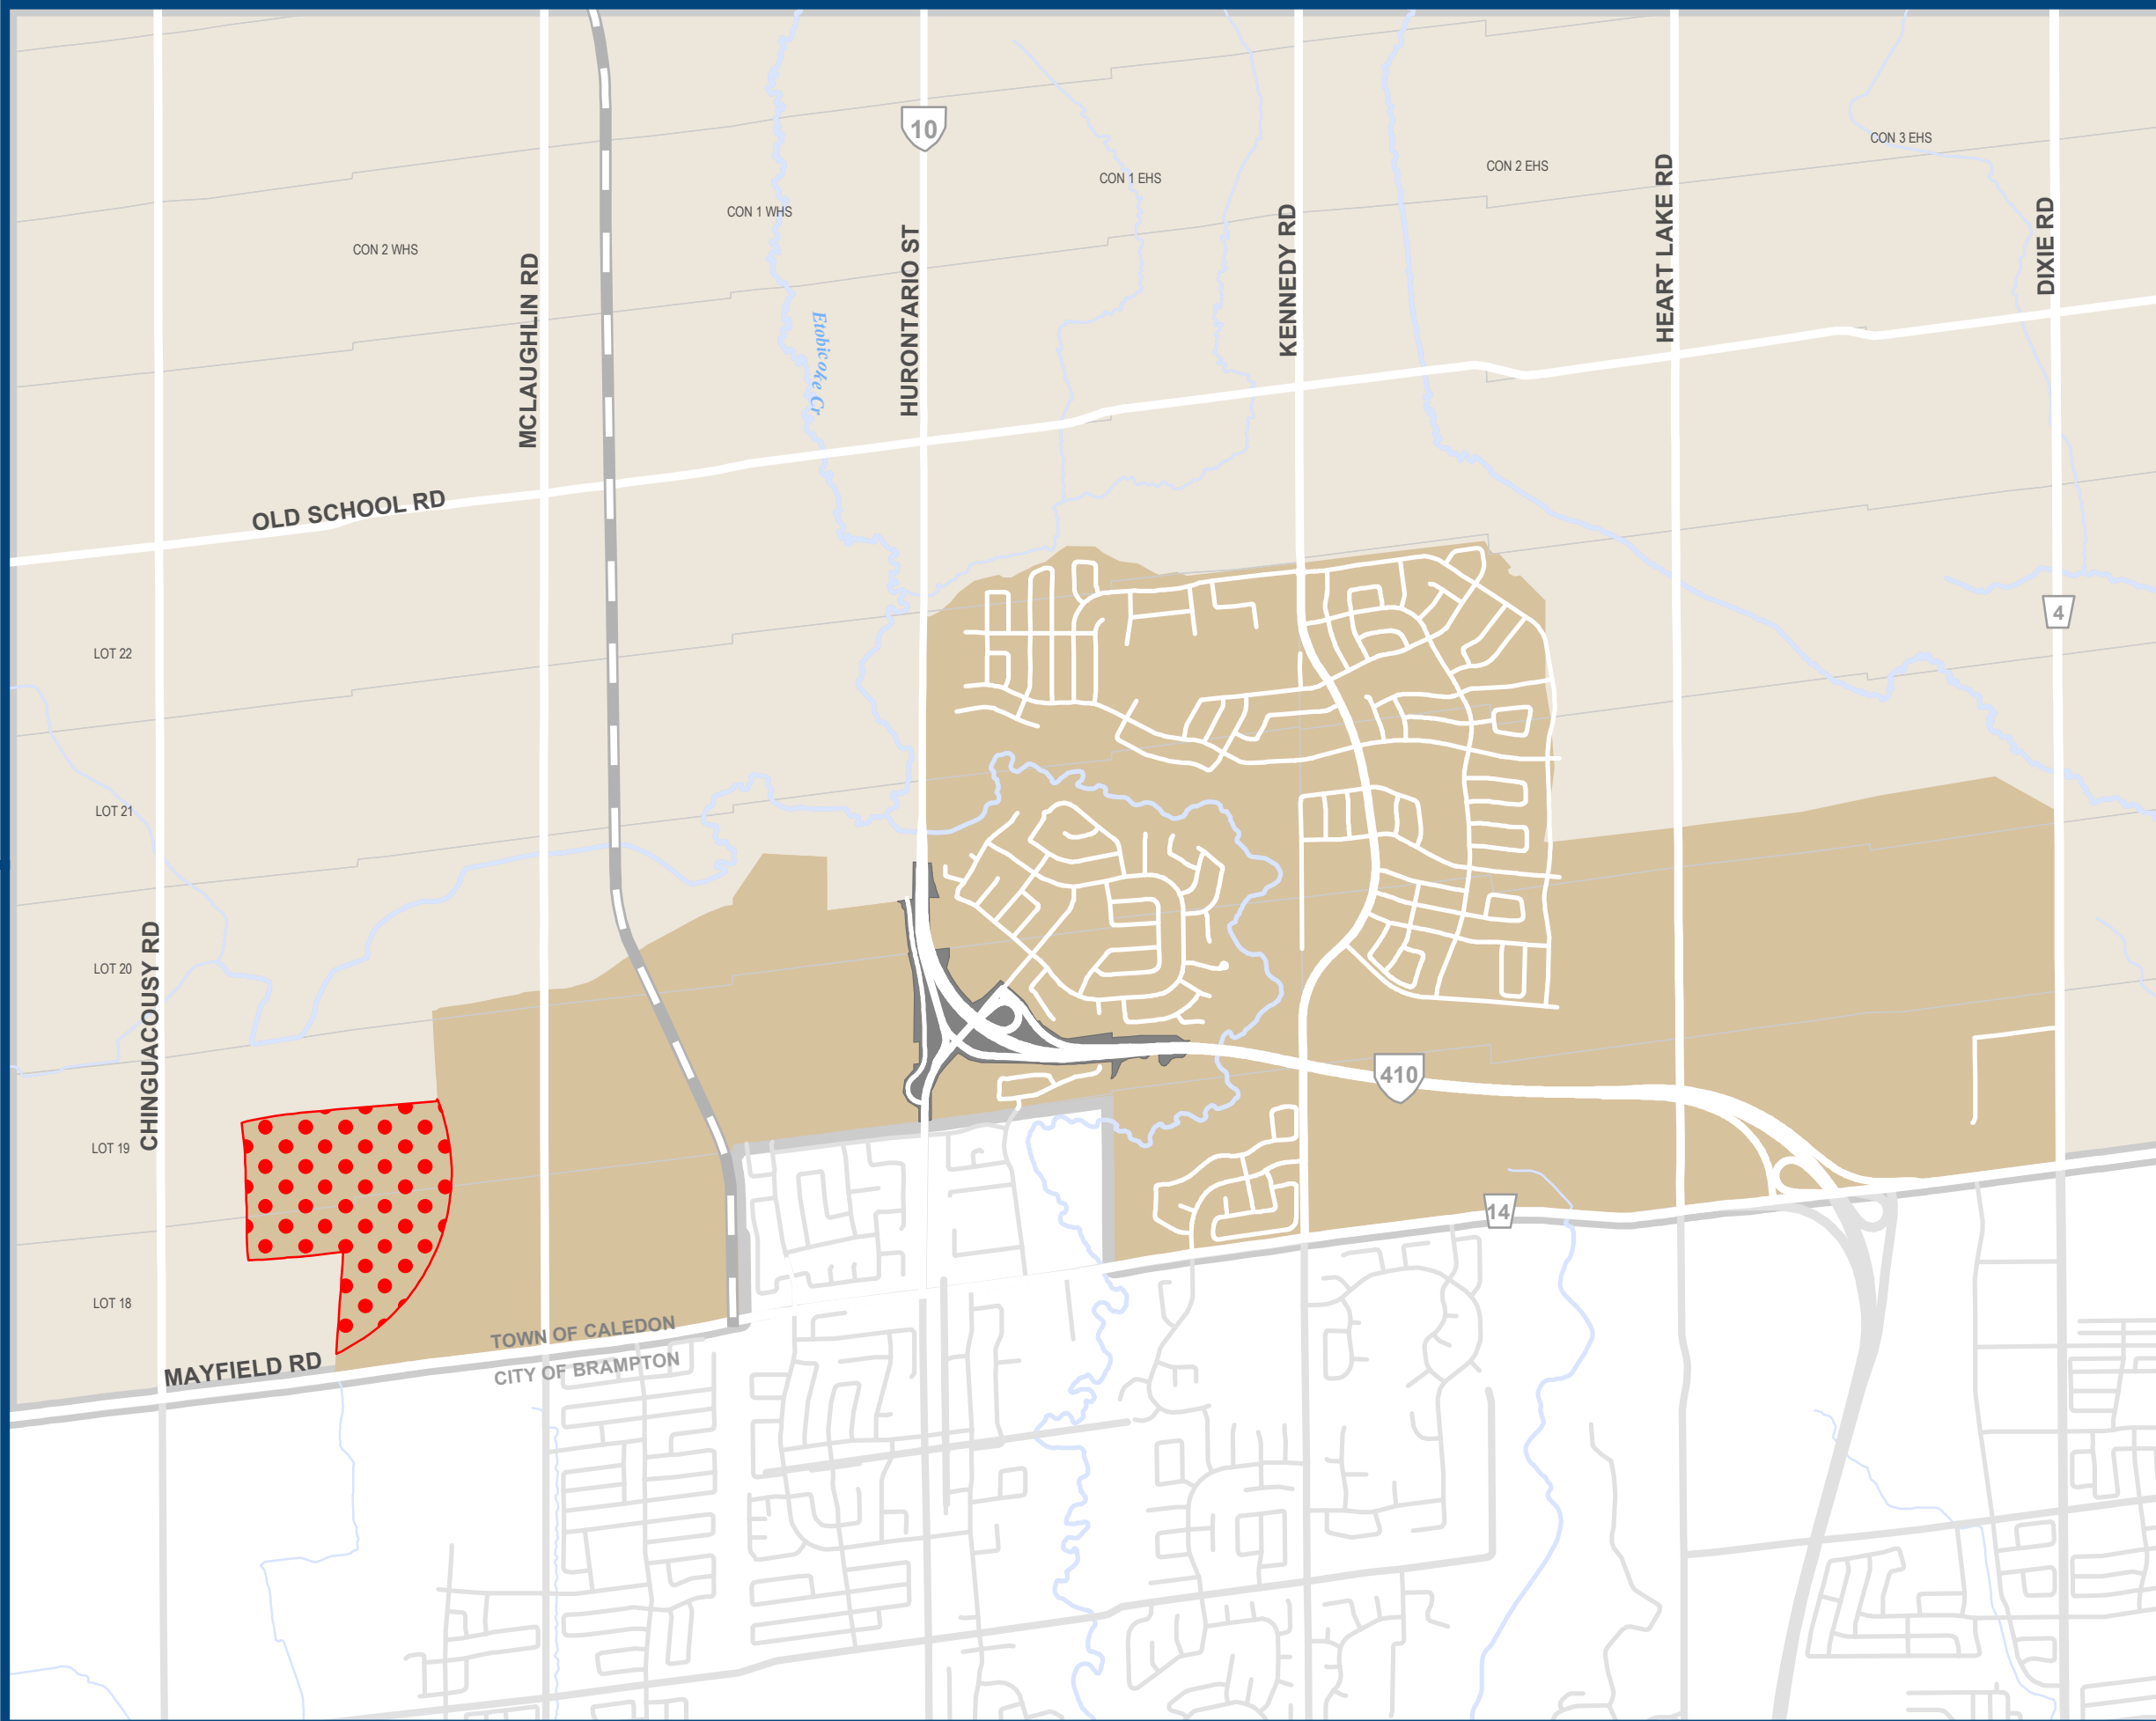 10
CON 3 EHS
CON 2 EHS
CON 1 EHS
CON 1 WHS
CON 2 WHS
MCLAUGHLIN RD
HURONTARIO ST
KENNEDY RD
HEART LAKE RD
DIXIE RD
Etobicoke Cr
OLD SCHOOL RD
4
LOT 22
LOT 21
LOT 20
CHINGUACOUSY RD
410
LOT 19
14
LOT 18
TOWN OF CALEDON
MAYFIELD RD
CITY OF BRAMPTON